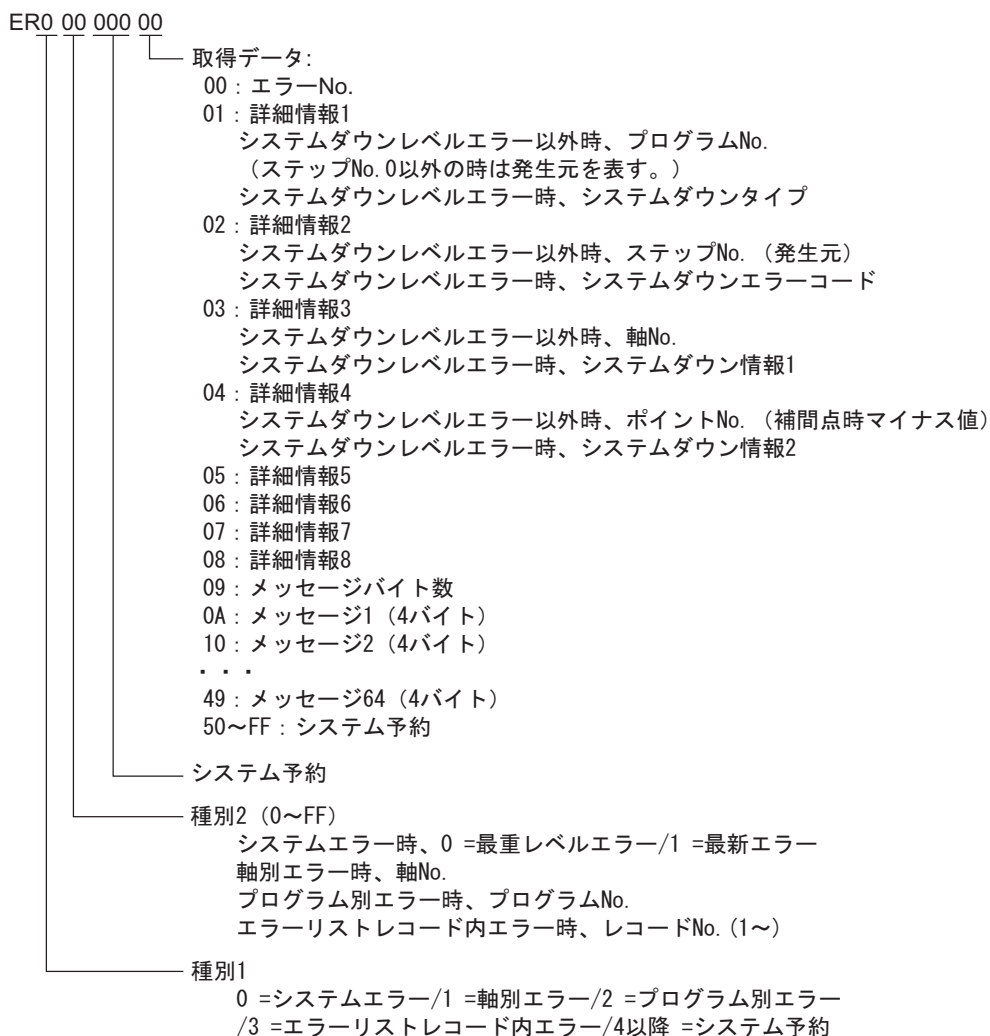 ER0 00 000 00
取得データ:
00：エラーNo.
01：詳細情報1
システムダウンレベルエラー以外時、プログラムNo.
（ステップNo.0以外の時は発生元を表す。）
システムダウンレベルエラー時、システムダウンタイプ
02：詳細情報2
システムダウンレベルエラー以外時、ステップNo.（発生元）
システムダウンレベルエラー時、システムダウンエラーコード
03：詳細情報3
システムダウンレベルエラー以外時、軸No.
システムダウンレベルエラー時、システムダウン情報1
04：詳細情報4
システムダウンレベルエラー以外時、ポイントNo.（補間点時マイナス値）
システムダウンレベルエラー時、システムダウン情報2
05：詳細情報5
06：詳細情報6
07：詳細情報7
08：詳細情報8
09：メッセージバイト数
0A：メッセージ1（4バイト）
10：メッセージ2（4バイト）
・・・
49：メッセージ64（4バイト）
50～FF：システム予約
システム予約
種別2（0～FF）
システムエラー時、0 =最重レベルエラー/1 =最新エラー
軸別エラー時、軸No.
プログラム別エラー時、プログラムNo.
エラーリストレコード内エラー時、レコードNo.(1～)
種別1
0 =システムエラー/1 =軸別エラー/2 =プログラム別エラー
/3 =エラーリストレコード内エラー/4以降 =システム予約